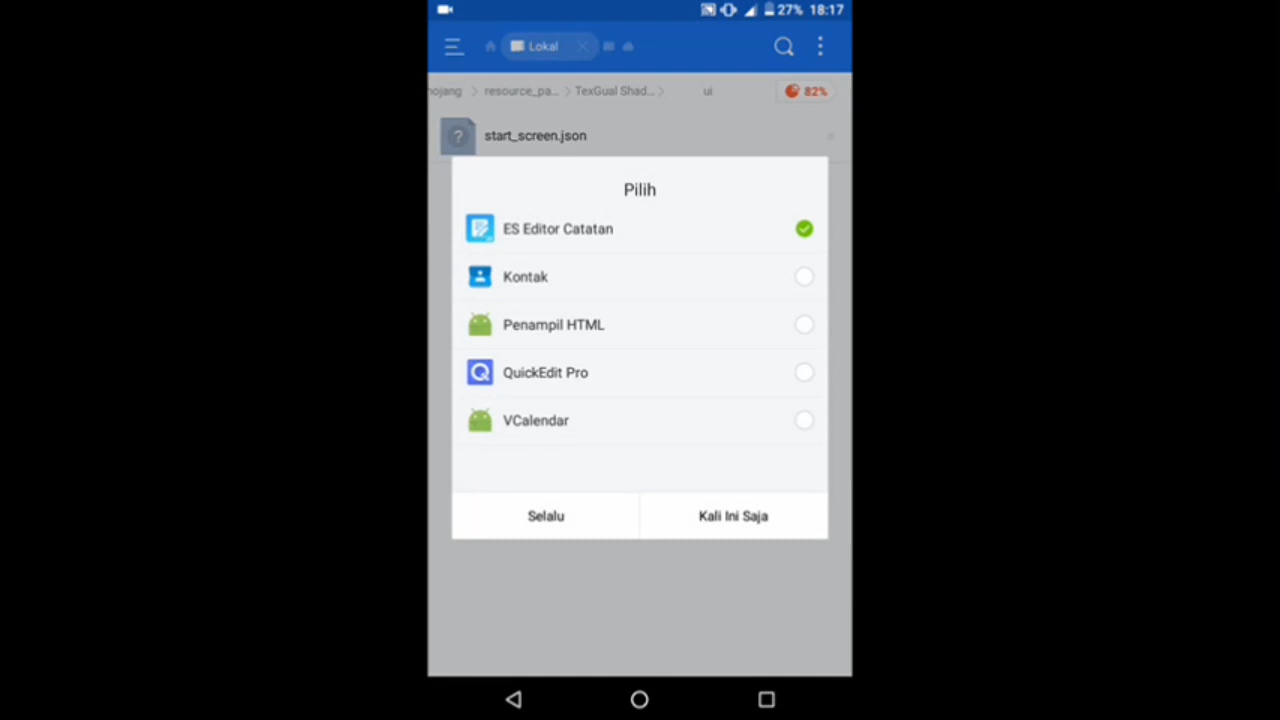 27% 18:17
Lokal
nojang resource_pa... TexGual Shad... ui 82%
start_screen.json
Pilih
ES Editor Catatan
Kontak
Penampil HTML
QuickEdit Pro
VCalendar
Selalu Kali Ini Saja